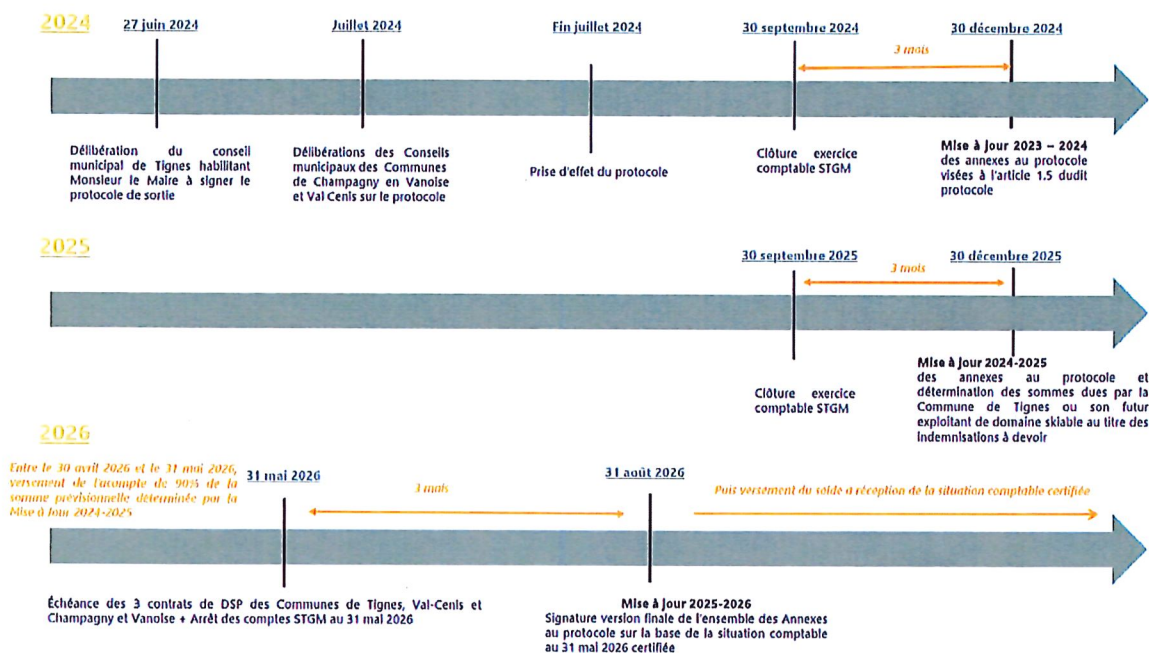 2024
27 juin 2024
Juillet 2024
Fin juillet 2024
30 septembre 2024
30 décembre 2024
3 mois
Délibération du conseil
municipal de Tignes habilitant
Monsieur le Maire à signer le
protocole de sortie
Délibérations des Conseils
municipaux des Communes
de Champagny en Vanoise
et Val Cenis sur le protocole
Prise d'effet du protocole
Clôture exercice
comptable STGM
Mise à jour 2023 – 2024
des annexes au protocole
visées à l'article 1.5 dudit
protocole
2025
30 septembre 2025
30 décembre 2025
3 mois
Clôture exercice
comptable STGM
Mise à jour 2024-2025
des annexes au protocole et
détermination des sommes dues par la
Commune de Tignes ou son futur
exploitant de domaine skiable au titre des
indemnisations à devoir
2026
Entre le 30 avril 2026 et le 31 mai 2026,
versement de l'acompte de 90% de la
somme prévisionnelle déterminée par la
Mise à Jour 2024-2025
31 mai 2026
31 août 2026
3 mois
Puis versement du solde à réception de la situation comptable certifiée
Échéance des 3 contrats de DSP des Communes de Tignes, Val-Cenis et
Champagny et Vanoise + Arrêt des comptes STGM au 31 mai 2026
Mise à Jour 2025-2026
Signature version finale de l'ensemble des Annexes
au protocole sur la base de la situation comptable
au 31 mai 2026 certifiée